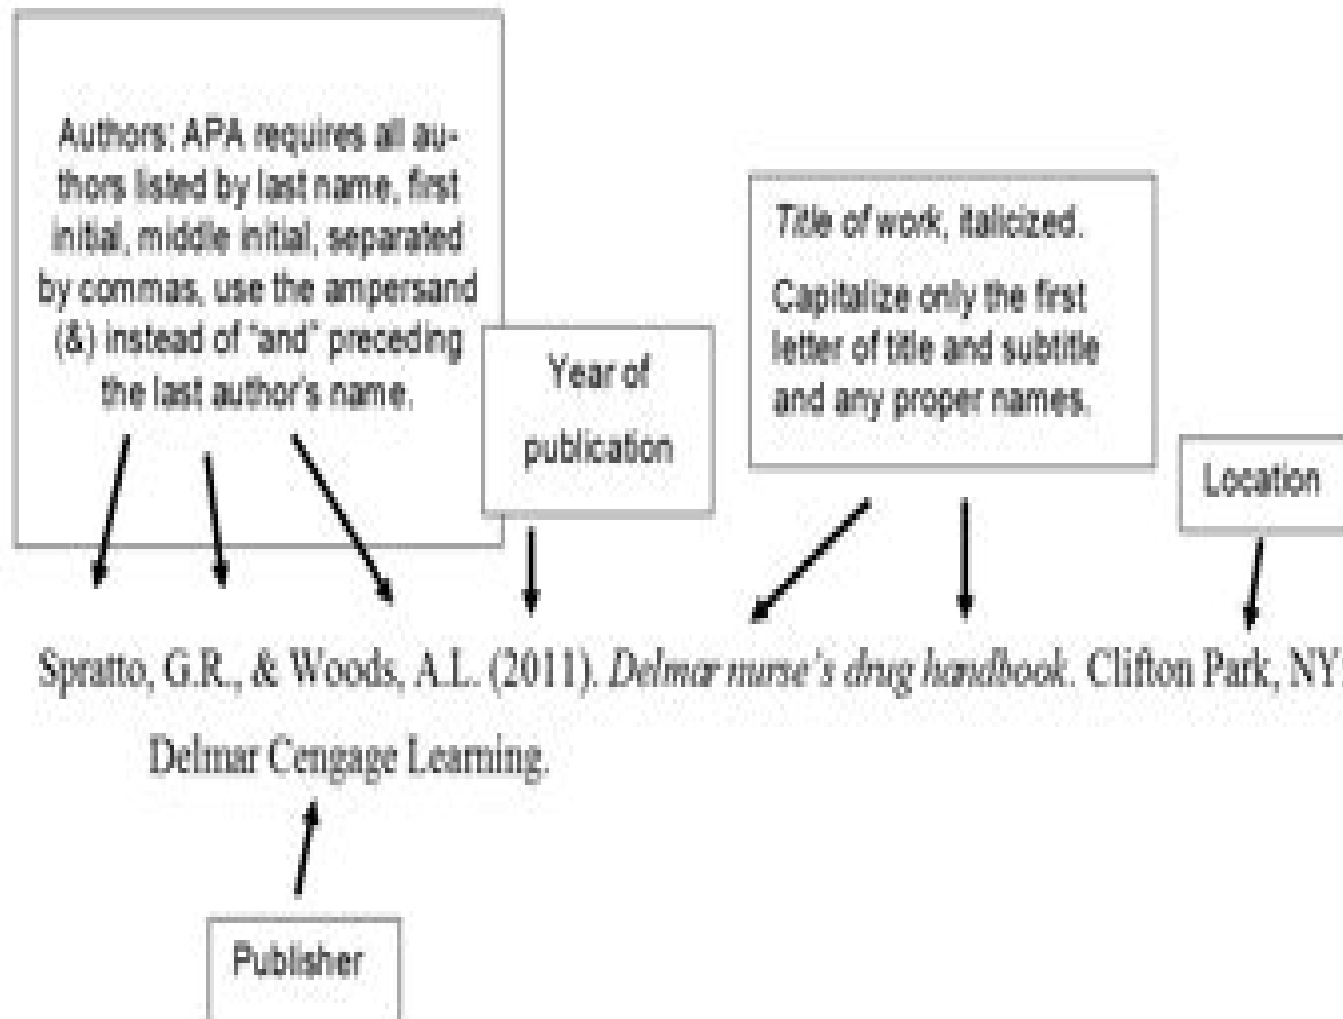 Authors: APA requires all au-
thors listed by last name, first
initial, middle initial, separated
by commas, use the ampersand
(&) instead of "and" preceding
the last author's name.
Year of
publication
Title of work, italicized.
Capitalize only the first
letter of title and subtitle
and any proper names.
Location
Spratto, G.R., & Woods, A.L. (2011). Delmar nurse's drug handbook. Clifton Park, NY:
Delmar Cengage Learning.
Publisher